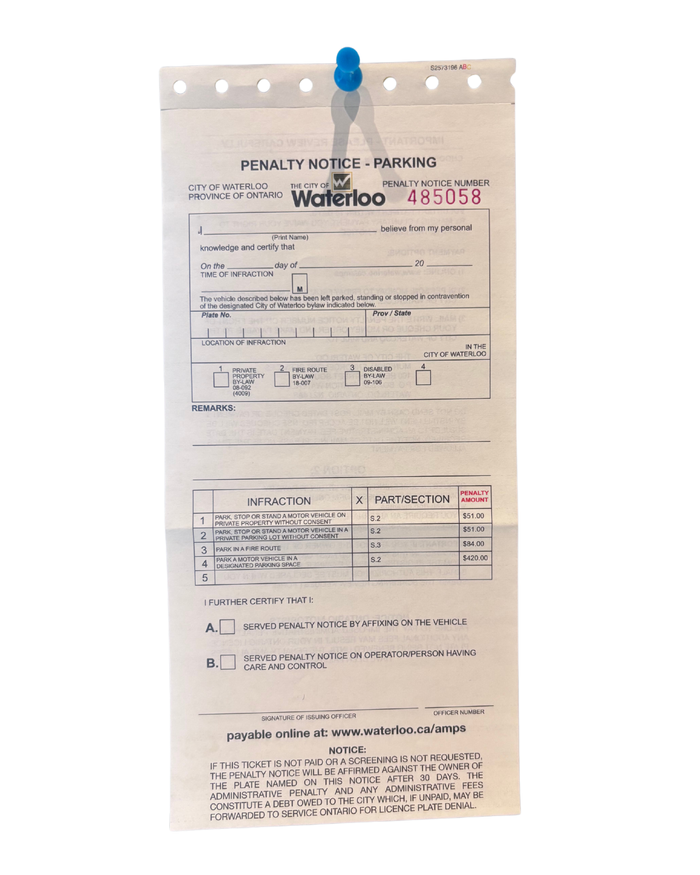 S2503196 ABC
PENALTY NOTICE - PARKING
CITY OF WATERLOO
PROVINCE OF ONTARIO
THE CITY OF
Waterloo
PENALTY NOTICE NUMBER
485058
I, believe from my personal
(Print Name)
knowledge and certify that
On the day of 20
TIME OF INFRACTION
M
The vehicle described below has been left parked, standing or stopped in contravention
of the designated City of Waterloo bylaw indicated below.
Plate No. Prov / State
LOCATION OF INFRACTION
IN THE
CITY OF WATERLOO
1 PRIVATE
PROPERTY
BY-LAW
08-092
(4009)
2 FIRE ROUTE
BY-LAW
18-007
3 DISABLED
BY-LAW
09-106
4
REMARKS:
INFRACTION X PART/SECTION PENALTY
AMOUNT
1 PARK, STOP OR STAND A MOTOR VEHICLE ON
PRIVATE PROPERTY WITHOUT CONSENT S.2 $51.00
2 PARK, STOP OR STAND A MOTOR VEHICLE IN A
PRIVATE PARKING LOT WITHOUT CONSENT S.2 $51.00
3 PARK IN A FIRE ROUTE S.3 $84.00
4 PARK A MOTOR VEHICLE IN A
DESIGNATED PARKING SPACE S.2 $420.00
5
I FURTHER CERTIFY THAT I:
A. SERVED PENALTY NOTICE BY AFFIXING ON THE VEHICLE
B. SERVED PENALTY NOTICE ON OPERATOR/PERSON HAVING
CARE AND CONTROL
SIGNATURE OF ISSUING OFFICER OFFICER NUMBER
payable online at: www.waterloo.ca/amps
NOTICE:
IF THIS TICKET IS NOT PAID OR A SCREENING IS NOT REQUESTED,
THE PENALTY NOTICE WILL BE AFFIRMED AGAINST THE OWNER OF
THE PLATE NAMED ON THIS NOTICE AFTER 30 DAYS. THE
ADMINISTRATIVE PENALTY AND ANY ADMINISTRATIVE FEES
CONSTITUTE A DEBT OWED TO THE CITY WHICH, IF UNPAID, MAY BE
FORWARDED TO SERVICE ONTARIO FOR LICENCE PLATE DENIAL.